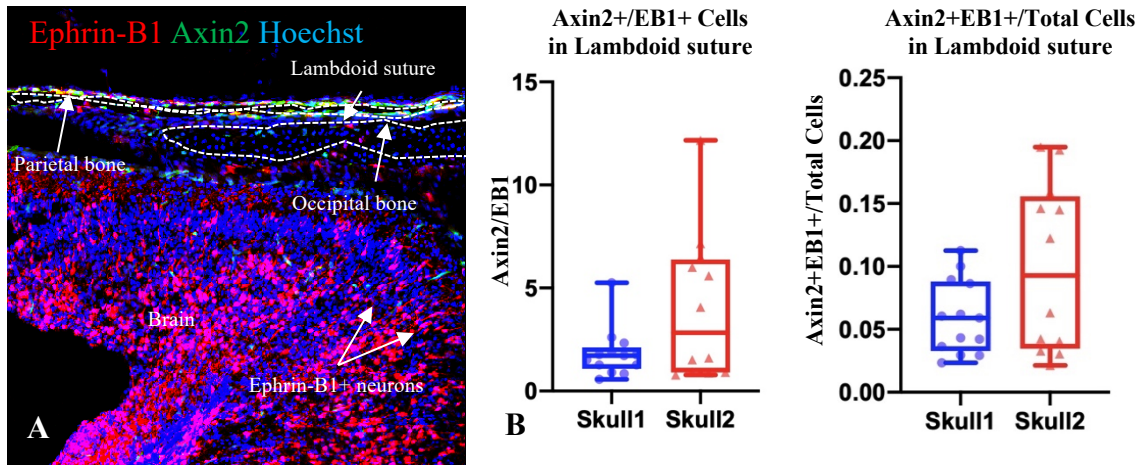 Ephrin-B1 Axin2 Hoechst
Lambdoid suture
Parietal bone
Occipital bone
Brain
Ephrin-B1+ neurons
A
B
Axin2+/EB1+ Cells
in Lambdoid suture
Axin2/EB1
15
10
5
0
Skull1 Skull2
Axin2+EB1+/Total Cells
in Lambdoid suture
Axin2+EB1+/Total Cells
0.25
0.20
0.15
0.10
0.05
0.00
Skull1 Skull2